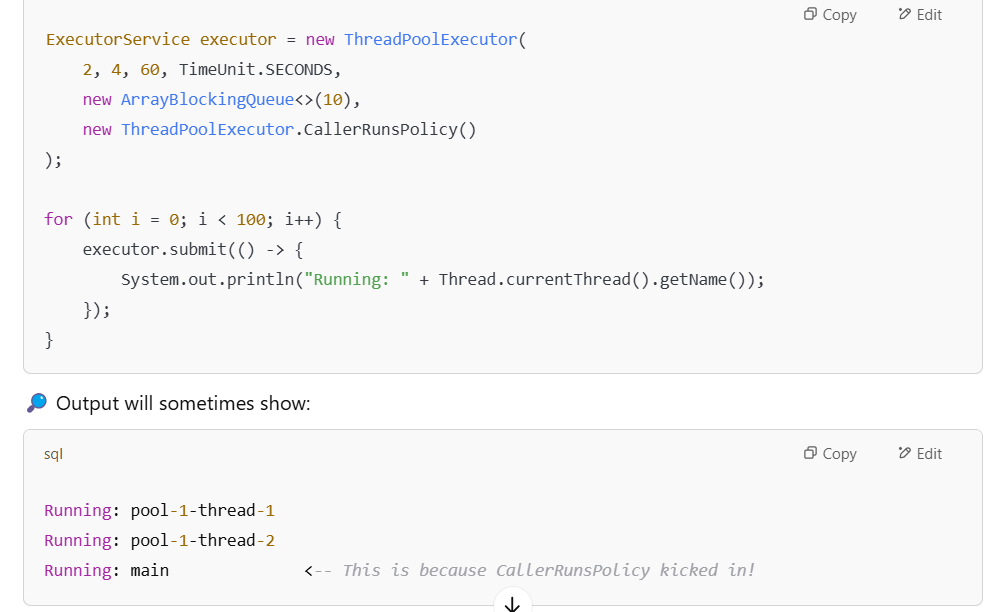 Copy Edit
ExecutorService executor = new ThreadPoolExecutor(
    2, 4, 60, TimeUnit.SECONDS,
    new ArrayBlockingQueue<>(10),
    new ThreadPoolExecutor.CallerRunsPolicy()
);
for (int i = 0; i < 100; i++) {
    executor.submit(() -> {
        System.out.println("Running: " + Thread.currentThread().getName());
    });
}
🔎 Output will sometimes show:
sql Copy Edit
Running: pool-1-thread-1
Running: pool-1-thread-2
Running: main              <-- This is because CallerRunsPolicy kicked in!